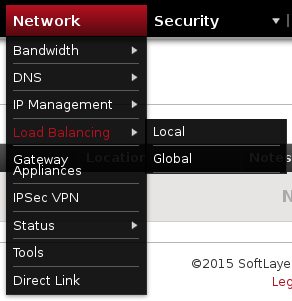 Network
Security
Bandwidth
DNS
IP Management
Load Balancing
Local
Location
Notes
Gateway
Appliances
Global
IPSec VPN
N
Status
Tools
©2015 SoftLaye
Direct Link
Leg